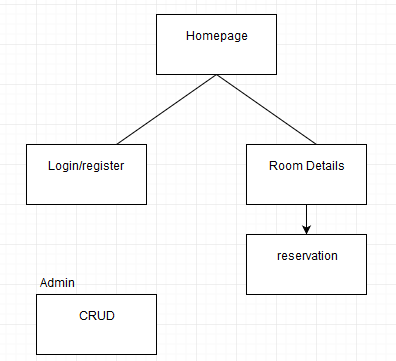 Homepage
Login/register
Room Details
reservation
Admin
CRUD